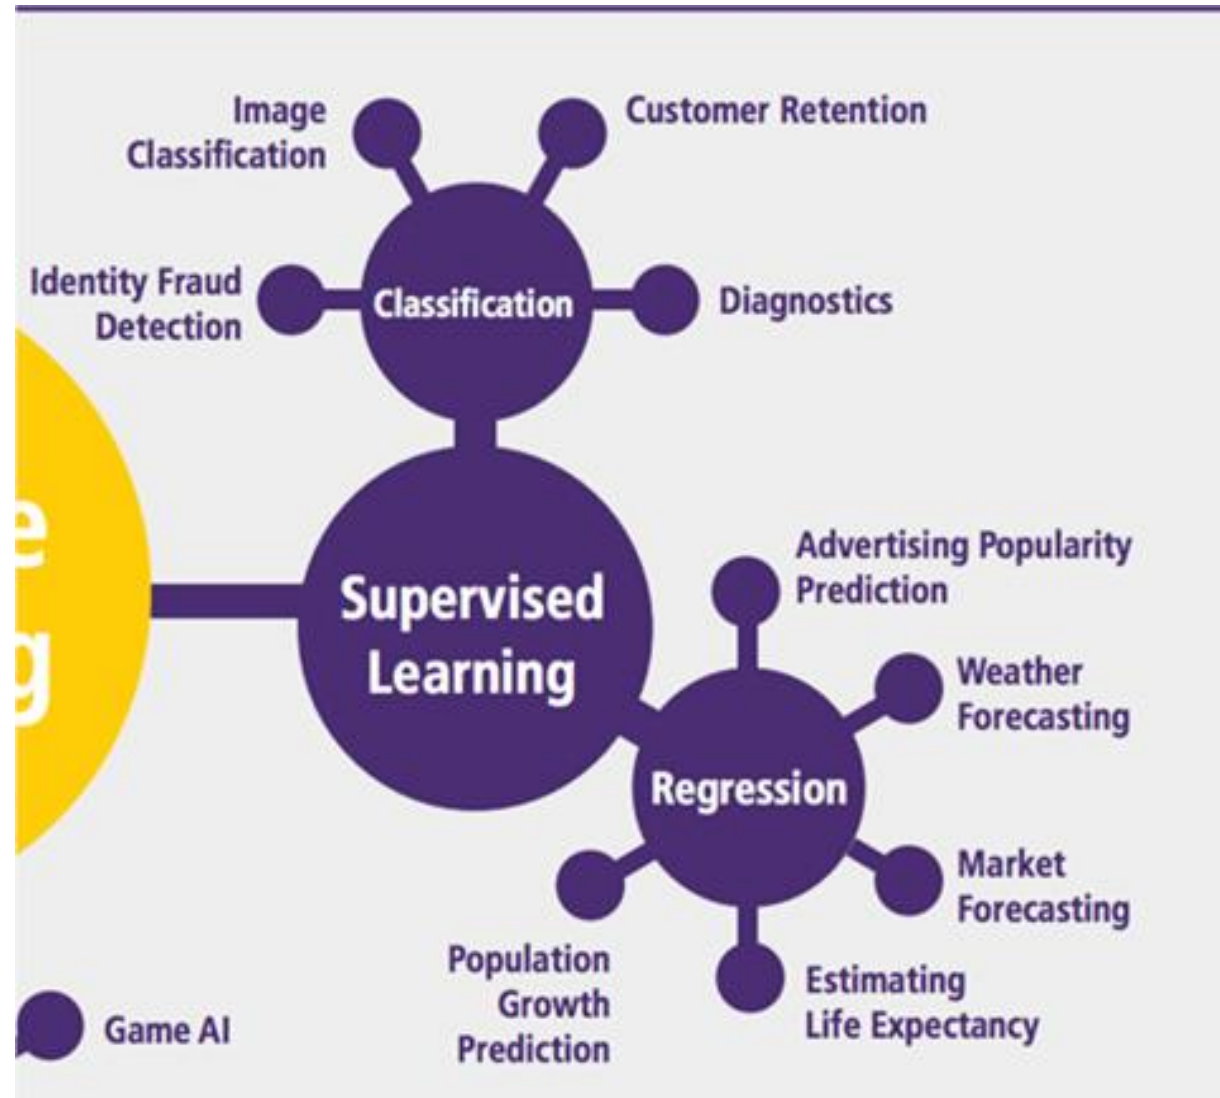 Image
Classification
Customer Retention
Identity Fraud
Detection
Classification
Diagnostics
e
g
Supervised
Learning
Advertising Popularity
Prediction
Weather
Forecasting
Regression
Market
Forecasting
Population
Growth
Prediction
Estimating
Life Expectancy
Game AI